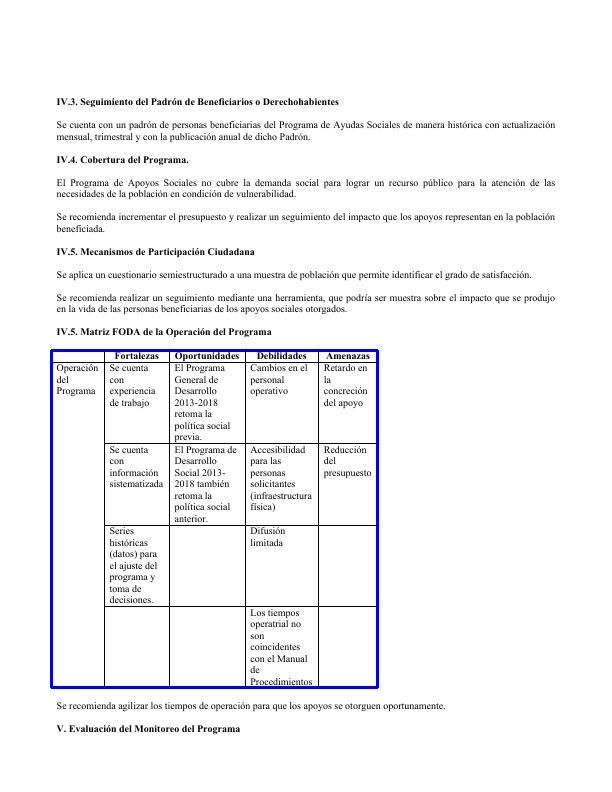 IV.3. Seguimiento del Padrón de Beneficiarios o Derechohabientes
Se cuenta con un padrón de personas beneficiarias del Programa de Ayudas Sociales de manera histórica con actualización
mensual, trimestral y con la publicación anual de dicho Padrón.
IV.4. Cobertura del Programa.
El Programa de Apoyos Sociales no cubre la demanda social para lograr un recurso público para la atención de las
necesidades de la población en condición de vulnerabilidad.
Se recomienda incrementar el presupuesto y realizar un seguimiento del impacto que los apoyos representan en la población
beneficiada.
IV.5. Mecanismos de Participación Ciudadana
Se aplica un cuestionario semiestructurado a una muestra de población que permite identificar el grado de satisfacción.
Se recomienda realizar un seguimiento mediante una herramienta, que podría ser muestra sobre el impacto que se produjo
en la vida de las personas beneficiarias de los apoyos sociales otorgados.
IV.5. Matriz FODA de la Operación del Programa
Fortalezas Oportunidades Debilidades Amenazas
Operación
del
Programa
Se cuenta
con
experiencia
de trabajo
El Programa
General de
Desarrollo
2013-2018
retoma la
política social
previa.
Cambios en el
personal
operativo
Retardo en
la
concreción
del apoyo
Se cuenta
con
información
sistematizada
El Programa de
Desarrollo
Social 2013-
2018 también
retoma la
política social
anterior.
Accesibilidad
para las
personas
solicitantes
(infraestructura
física)
Reducción
del
presupuesto
Series
históricas
(datos) para
el ajuste del
programa y
toma de
decisiones.
Difusión
limitada
Los tiempos
operatrial no
son
coincidentes
con el Manual
de
Procedimientos
Se recomienda agilizar los tiempos de operación para que los apoyos se otorguen oportunamente.
V. Evaluación del Monitoreo del Programa